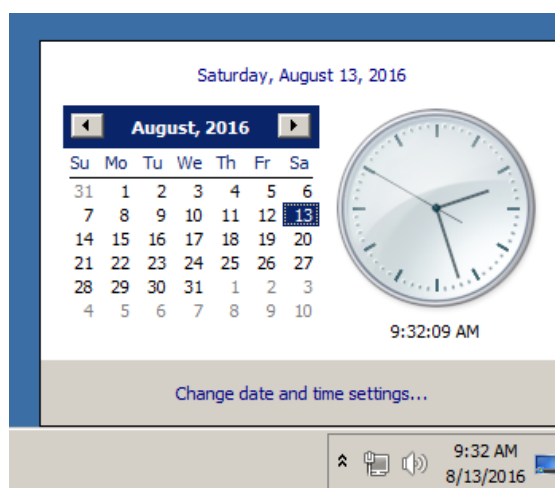 Saturday, August 13, 2016
August, 2016
Su Mo Tu We Th Fr Sa
31 1 2 3 4 5 6
7 8 9 10 11 12 13
14 15 16 17 18 19 20
21 22 23 24 25 26 27
28 29 30 31 1 2 3
4 5 6 7 8 9 10
9:32:09 AM
Change date and time settings...
9:32 AM
8/13/2016